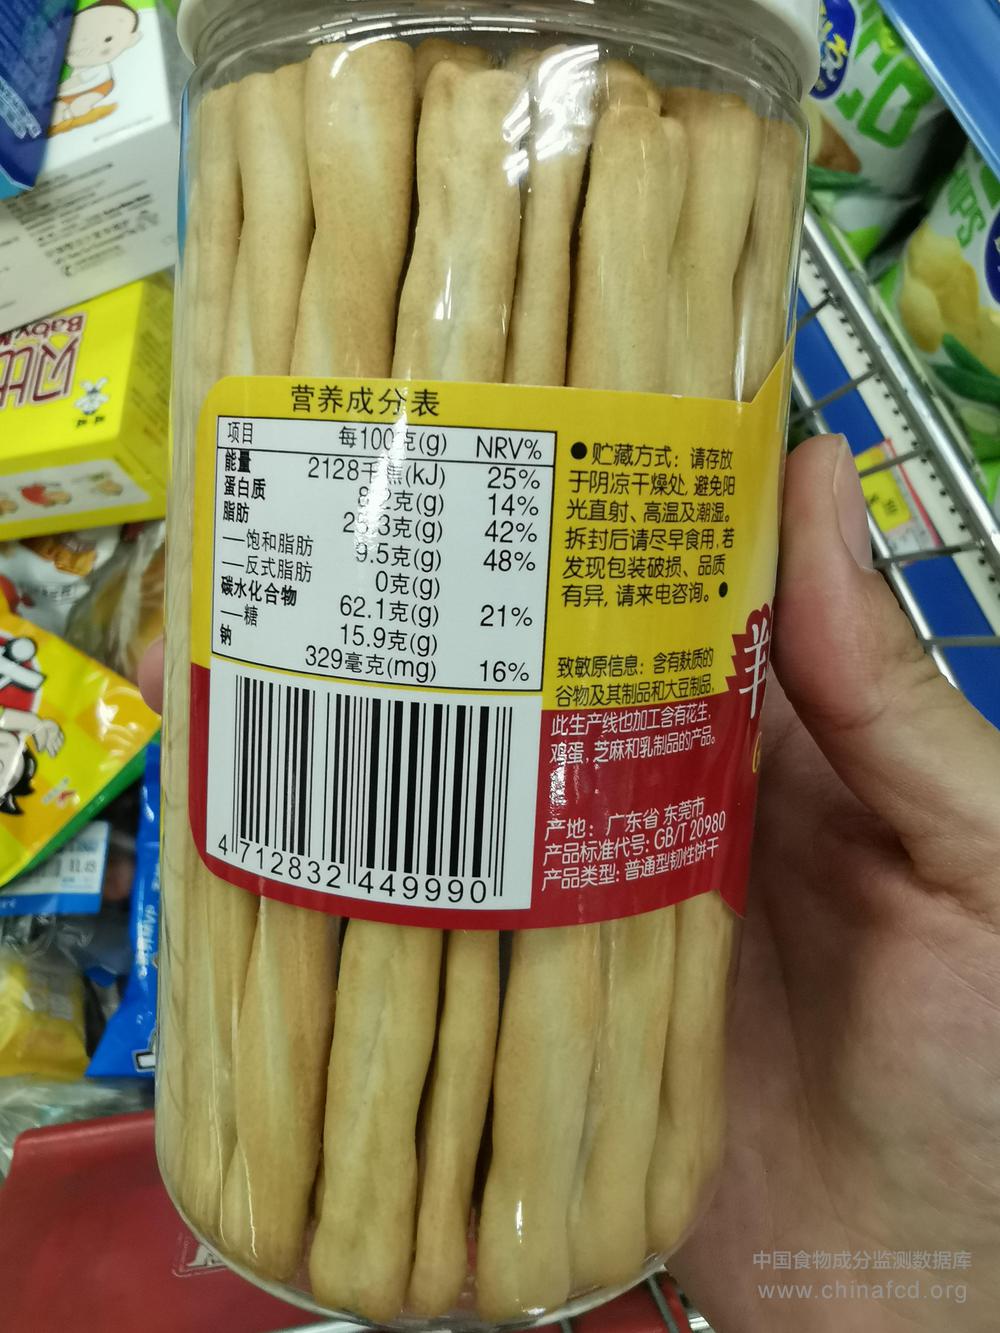 营养成分表
项目 每100克(g) NRV%
能量 2128千焦(kJ) 25%
蛋白质 8.2克(g) 14%
脂肪 25.3克(g) 42%
—饱和脂肪 9.5克(g) 48%
—反式脂肪 0克(g)
碳水化合物 62.1克(g) 21%
—糖 15.9克(g)
钠 329毫克(mg) 16%
4 712832 449990
●贮藏方式：请存放
于阴凉干燥处, 避免阳
光直射、高温及潮湿。
拆封后请尽早食用, 若
发现包装破损、品质
有异, 请来电咨询。●
致敏原信息：含有麸质的
谷物及其制品和大豆制品,
此生产线也加工含有花生,
鸡蛋, 芝麻和乳制品的产品。
产地：广东省 东莞市
产品标准代号: GB/T 20980
产品类型: 普通型韧性饼干
羊
贝比
Baby
中国食物成分监测数据库
www.chinafcd.org